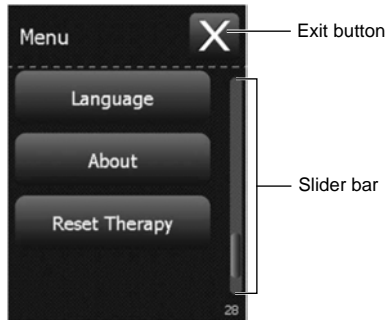 Menu
X
Exit button
Language
About
Slider bar
Reset Therapy
28